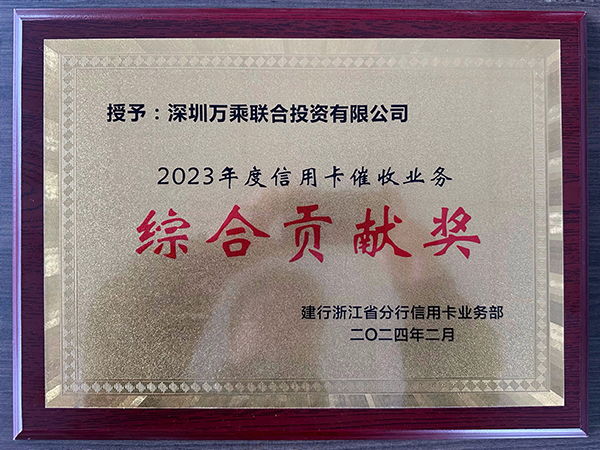 授予：深圳万乘联合投资有限公司
2023年度信用卡催收业务
综合贡献奖
建行浙江省分行信用卡业务部
二〇二四年二月